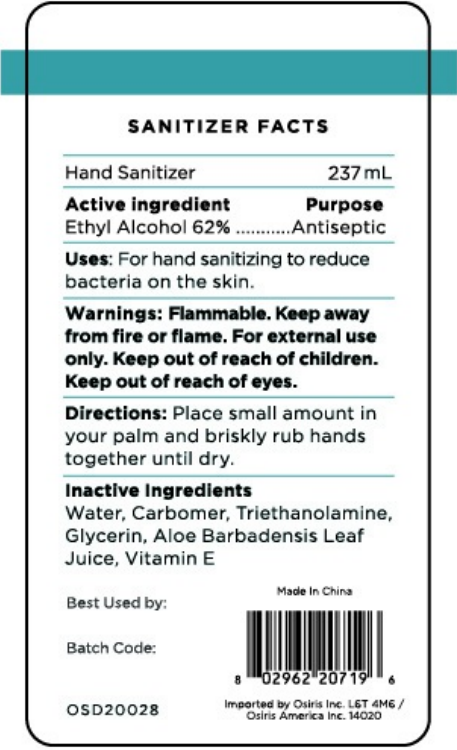 SANITIZER FACTS
Hand Sanitizer 237 mL
Active ingredient Purpose
Ethyl Alcohol 62% ...........Antiseptic
Uses: For hand sanitizing to reduce
bacteria on the skin.
Warnings: Flammable. Keep away
from fire or flame. For external use
only. Keep out of reach of children.
Keep out of reach of eyes.
Directions: Place small amount in
your palm and briskly rub hands
together until dry.
Inactive Ingredients
Water, Carbomer, Triethanolamine,
Glycerin, Aloe Barbadensis Leaf
Juice, Vitamin E
Best Used by:
Batch Code:
OSD20028
Made In China
8 02962 20719 6
Imported by Osiris Inc. L6T 4M6 /
Osiris America Inc. 14020